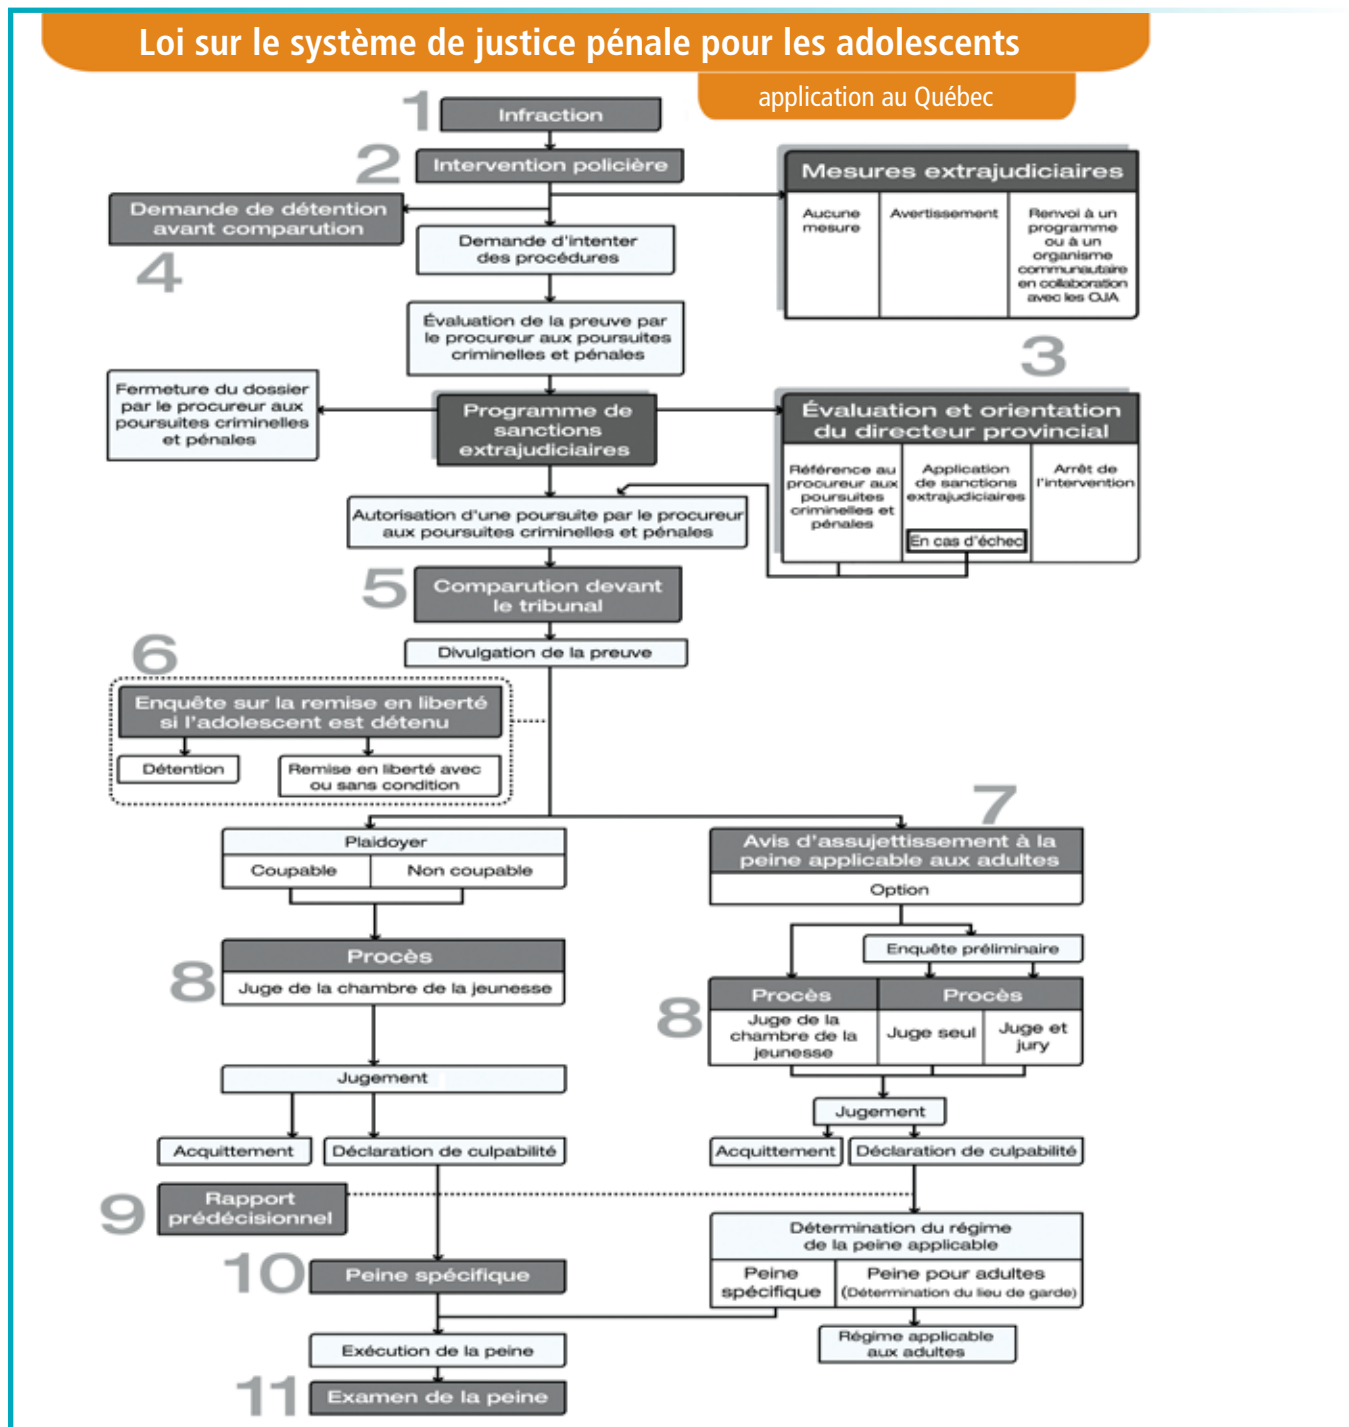 Loi sur le système de justice pénale pour les adolescents
application au Québec
1
Infraction
2
Intervention policière
Mesures extrajudiciaires
Aucune
mesure
Avertissement
Renvoi à un
programme
ou à un
organisme
communautaire
en collaboration
avec les OJA
Demande de détention
avant comparution
4
Demande d'intenter
des procédures
Évaluation de la preuve par
le procureur aux poursuites
criminelles et pénales
3
Fermeture du dossier
par le procureur aux
poursuites criminelles
et pénales
Programme de
sanctions
extrajudiciaires
Évaluation et orientation
du directeur provincial
Référence au
procureur aux
poursuites
criminelles et
pénales
Application
de sanctions
extrajudiciaires
En cas d'échec
Arrêt de
l'intervention
Autorisation d'une poursuite par le procureur
aux poursuites criminelles et pénales
5
Comparution devant
le tribunal
Divulgation de la preuve
6
Enquête sur la remise en liberté
si l'adolescent est détenu
Détention
Remise en liberté avec
ou sans condition
Plaidoyer
Coupable
Non coupable
7
Avis d'assujettissement à la
peine applicable aux adultes
Option
Enquête préliminaire
8
Procès
Juge de la chambre de la jeunesse
8
Procès
Juge de la
chambre de la
jeunesse
Procès
Juge seul
Juge et
jury
Jugement
Acquittement
Déclaration de culpabilité
Jugement
Acquittement
Déclaration de culpabilité
9
Rapport
prédécisionnel
Détermination du régime
de la peine applicable
Peine
spécifique
Peine pour adultes
(Détermination du lieu de garde)
10
Peine spécifique
Régime applicable
aux adultes
Exécution de la peine
11
Examen de la peine